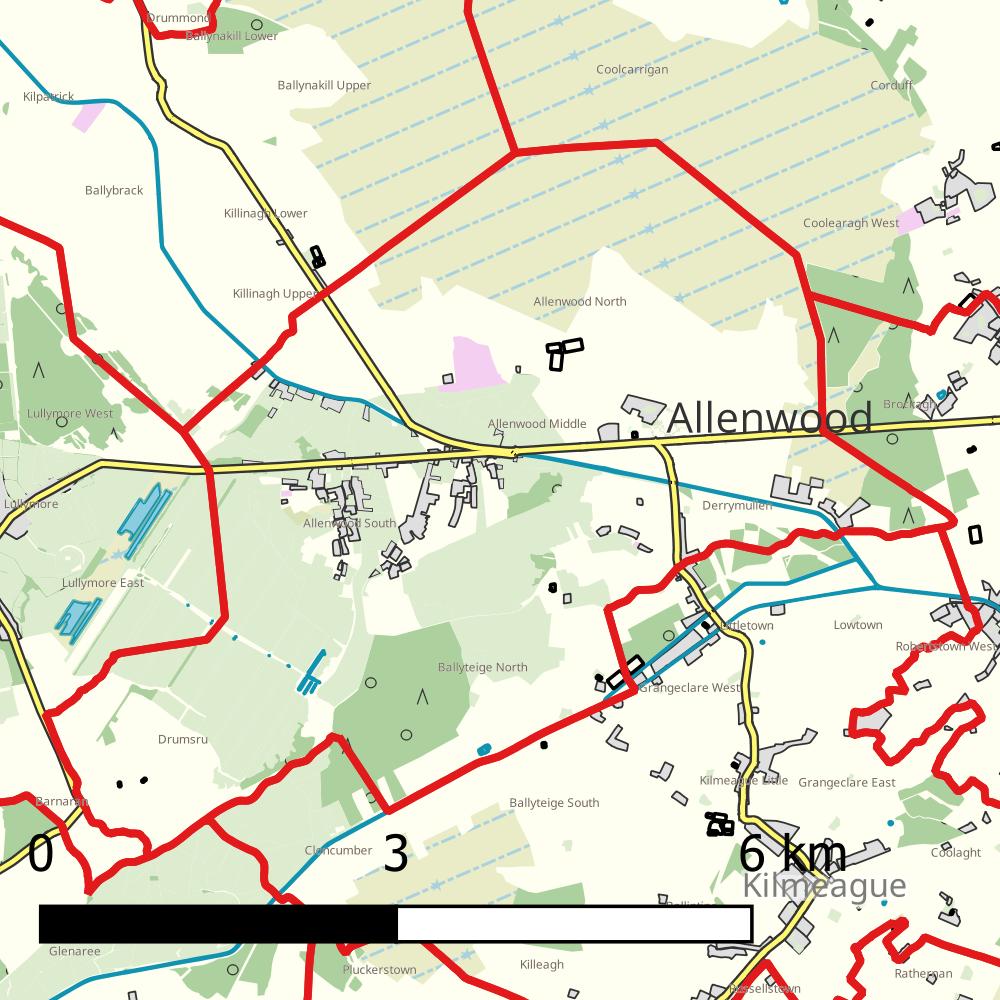 Drummond
Ballynakill Lower
Coolcarrigan
Ballynakill Upper
Corduff
Kilpatrick
Ballybrack
Killinagh Lower
Coolearagh West
Killinagh Upper
Allenwood North
Lullymore West
Allenwood Middle
Allenwood
Brockagh
Lullymore
Allenwood South
Derrymullen
Lullymore East
Littletown
Lowtown
Robertstown West
Ballyteige North
Grangeclare West
Drumsru
Kilmeague Little
Grangeclare East
Barnaran
Ballyteige South
0
3
6 km
Cloncumber
Coolaght
Kilmeague
Glenaree
Pluckerstown
Killeagh
Rathernan
Russellstown